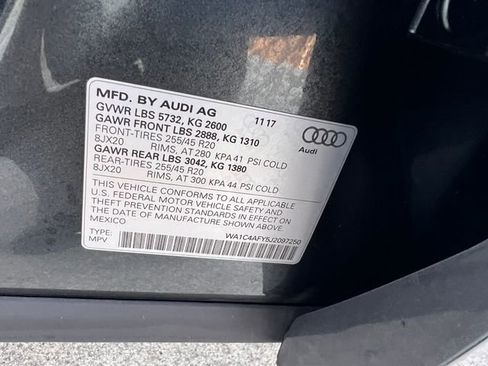 MFD. BY AUDI AG 11 17
GVWR LBS 5732, KG 2600
GAWR FRONT LBS 2888, KG 1310
FRONT-TIRES 255/45 R20
8JX20 RIMS, AT 280 KPA 41 PSI COLD
GAWR REAR LBS 3042, KG 1380
REAR-TIRES 255/45 R20
8JX20 RIMS, AT 300 KPA 44 PSI COLD
THIS VEHICLE CONFORMS TO ALL APPLICABLE
U.S. FEDERAL MOTOR VEHICLE SAFETY AND
THEFT PREVENTION STANDARDS IN EFFECT ON
THE DATE OF MANUFACTURE SHOWN ABOVE.
MEXICO
TYPE:
MPV
WA1C4AFY5J2097250
Audi